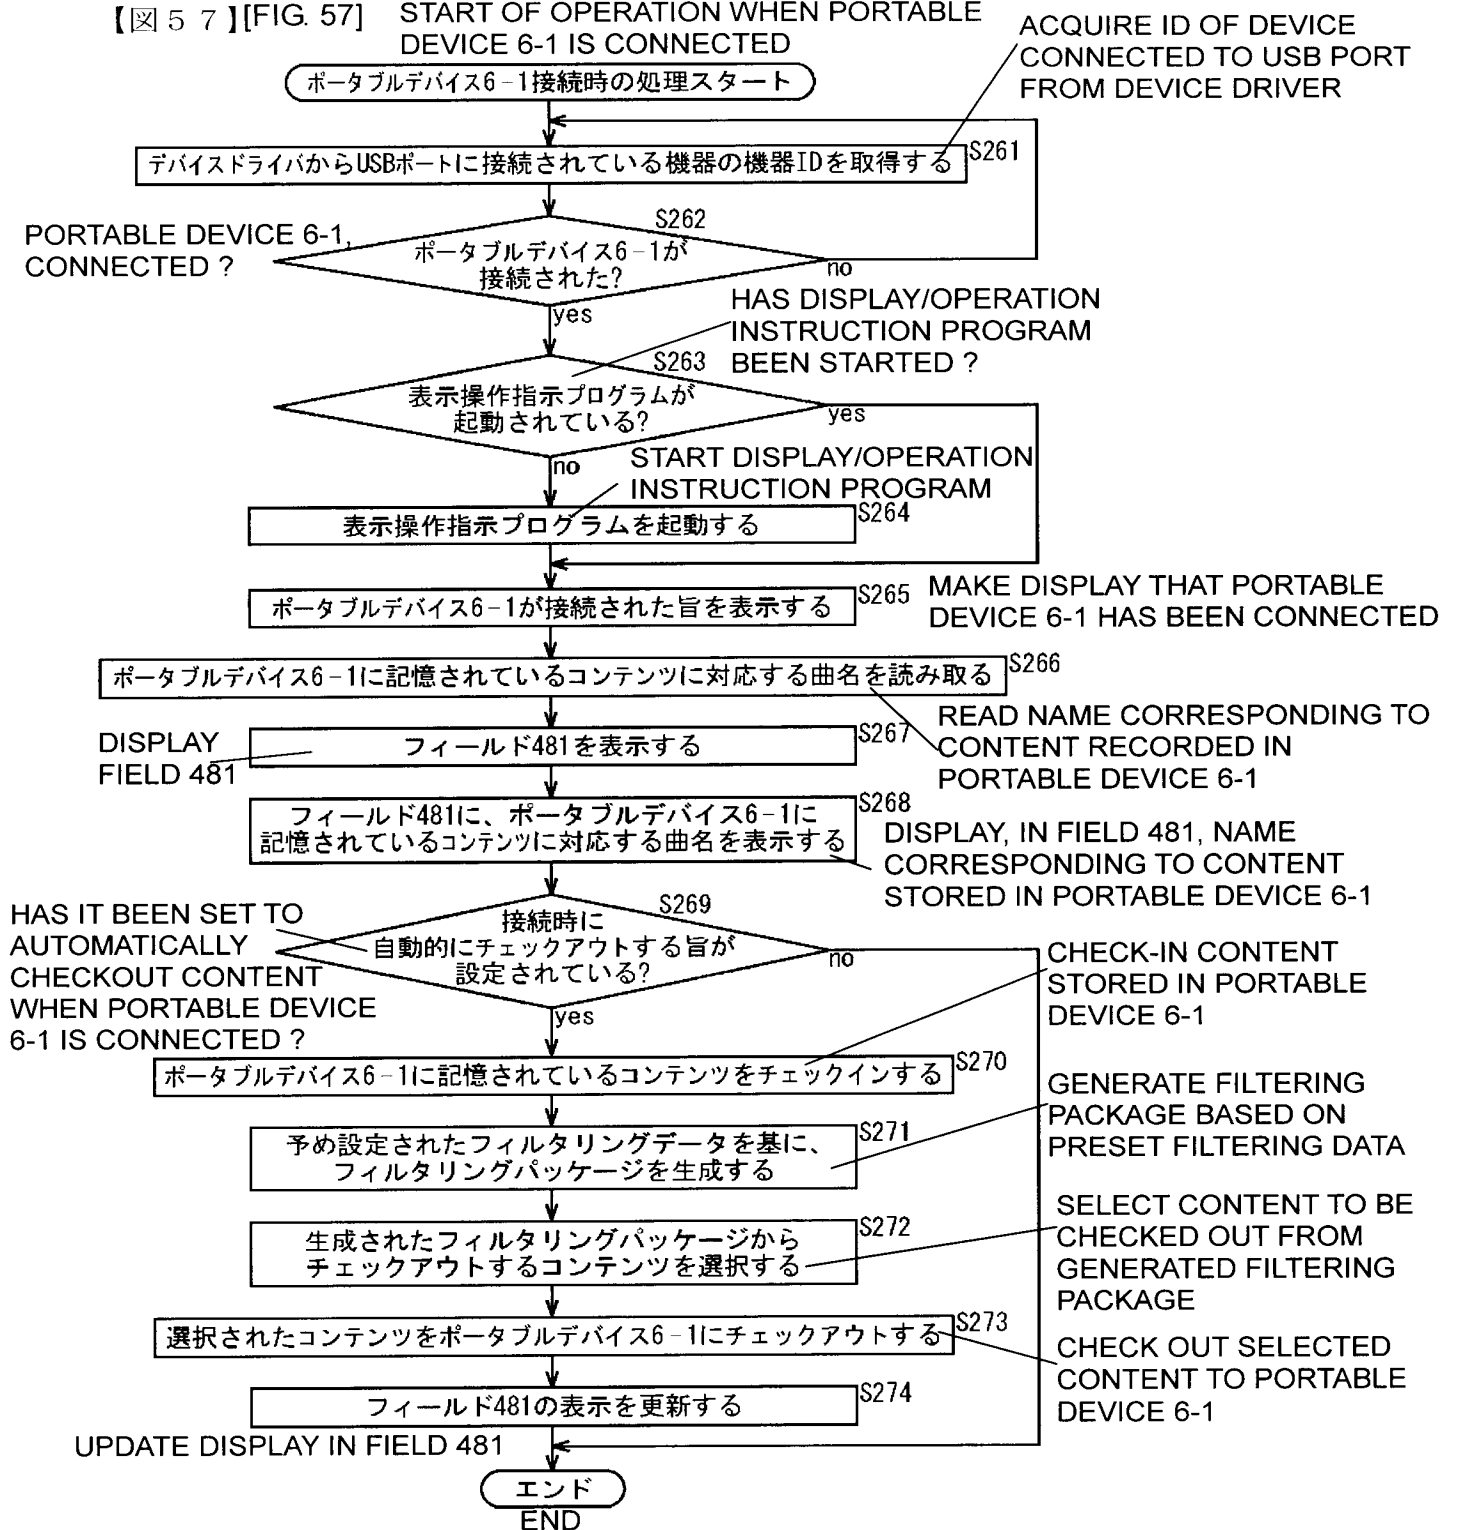 【図５７】[FIG. 57]
START OF OPERATION WHEN PORTABLE
DEVICE 6-1 IS CONNECTED
ポータブルデバイス6-1接続時の処理スタート
ACQUIRE ID OF DEVICE
CONNECTED TO USB PORT
FROM DEVICE DRIVER
デバイスドライバからUSBポートに接続されている機器の機器IDを取得する
S261
S262
PORTABLE DEVICE 6-1,
CONNECTED ?
ポータブルデバイス6-1が
接続された?
no
yes
HAS DISPLAY/OPERATION
INSTRUCTION PROGRAM
BEEN STARTED ?
S263
表示操作指示プログラムが
起動されている?
yes
no
START DISPLAY/OPERATION
INSTRUCTION PROGRAM
S264
表示操作指示プログラムを起動する
ポータブルデバイス6-1が接続された旨を表示する
S265
MAKE DISPLAY THAT PORTABLE
DEVICE 6-1 HAS BEEN CONNECTED
ポータブルデバイス6-1に記憶されているコンテンツに対応する曲名を読み取る
S266
READ NAME CORRESPONDING TO
CONTENT RECORDED IN
PORTABLE DEVICE 6-1
DISPLAY
FIELD 481
フィールド481を表示する
S267
フィールド481に、ポータブルデバイス6-1に
記憶されているコンテンツに対応する曲名を表示する
S268
DISPLAY, IN FIELD 481, NAME
CORRESPONDING TO CONTENT
STORED IN PORTABLE DEVICE 6-1
HAS IT BEEN SET TO
AUTOMATICALLY
CHECKOUT CONTENT
WHEN PORTABLE DEVICE
6-1 IS CONNECTED ?
S269
接続時に
自動的にチェックアウトする旨が
設定されている?
no
yes
CHECK-IN CONTENT
STORED IN PORTABLE
DEVICE 6-1
ポータブルデバイス6-1に記憶されているコンテンツをチェックインする
S270
GENERATE FILTERING
PACKAGE BASED ON
PRESET FILTERING DATA
予め設定されたフィルタリングデータを基に、
フィルタリングパッケージを生成する
S271
SELECT CONTENT TO BE
CHECKED OUT FROM
GENERATED FILTERING
PACKAGE
生成されたフィルタリングパッケージから
チェックアウトするコンテンツを選択する
S272
選択されたコンテンツをポータブルデバイス6-1にチェックアウトする
S273
CHECK OUT SELECTED
CONTENT TO PORTABLE
DEVICE 6-1
フィールド481の表示を更新する
S274
UPDATE DISPLAY IN FIELD 481
エンド
END